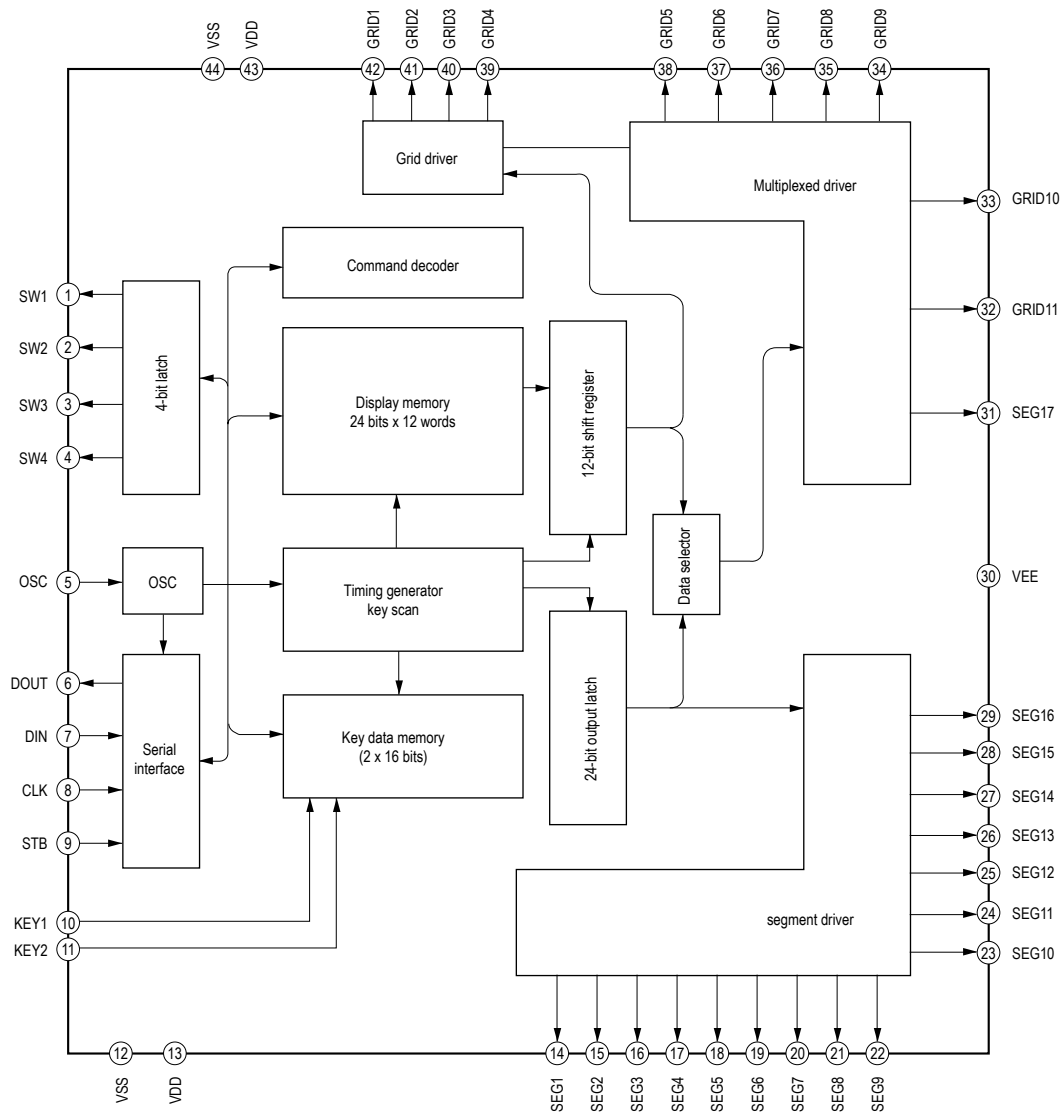 VSS
VDD
GRID1
GRID2
GRID3
GRID4
GRID5
GRID6
GRID7
GRID8
GRID9
44
43
42
41
40
39
38
37
36
35
34
Grid driver
Multiplexed driver
33
GRID10
Command decoder
SW1
1
32
GRID11
SW2
2
SW3
3
SW4
4
4-bit latch
Display memory
24 bits x 12 words
12-bit shift register
31
SEG17
OSC
5
OSC
Timing generator
key scan
Data selector
30
VEE
DOUT
6
DIN
7
CLK
8
STB
9
Serial
interface
Key data memory
(2 x 16 bits)
24-bit output latch
29
SEG16
28
SEG15
27
SEG14
26
SEG13
25
SEG12
24
SEG11
23
SEG10
KEY1
10
KEY2
11
segment driver
12
13
14
15
16
17
18
19
20
21
22
VSS
VDD
SEG1
SEG2
SEG3
SEG4
SEG5
SEG6
SEG7
SEG8
SEG9